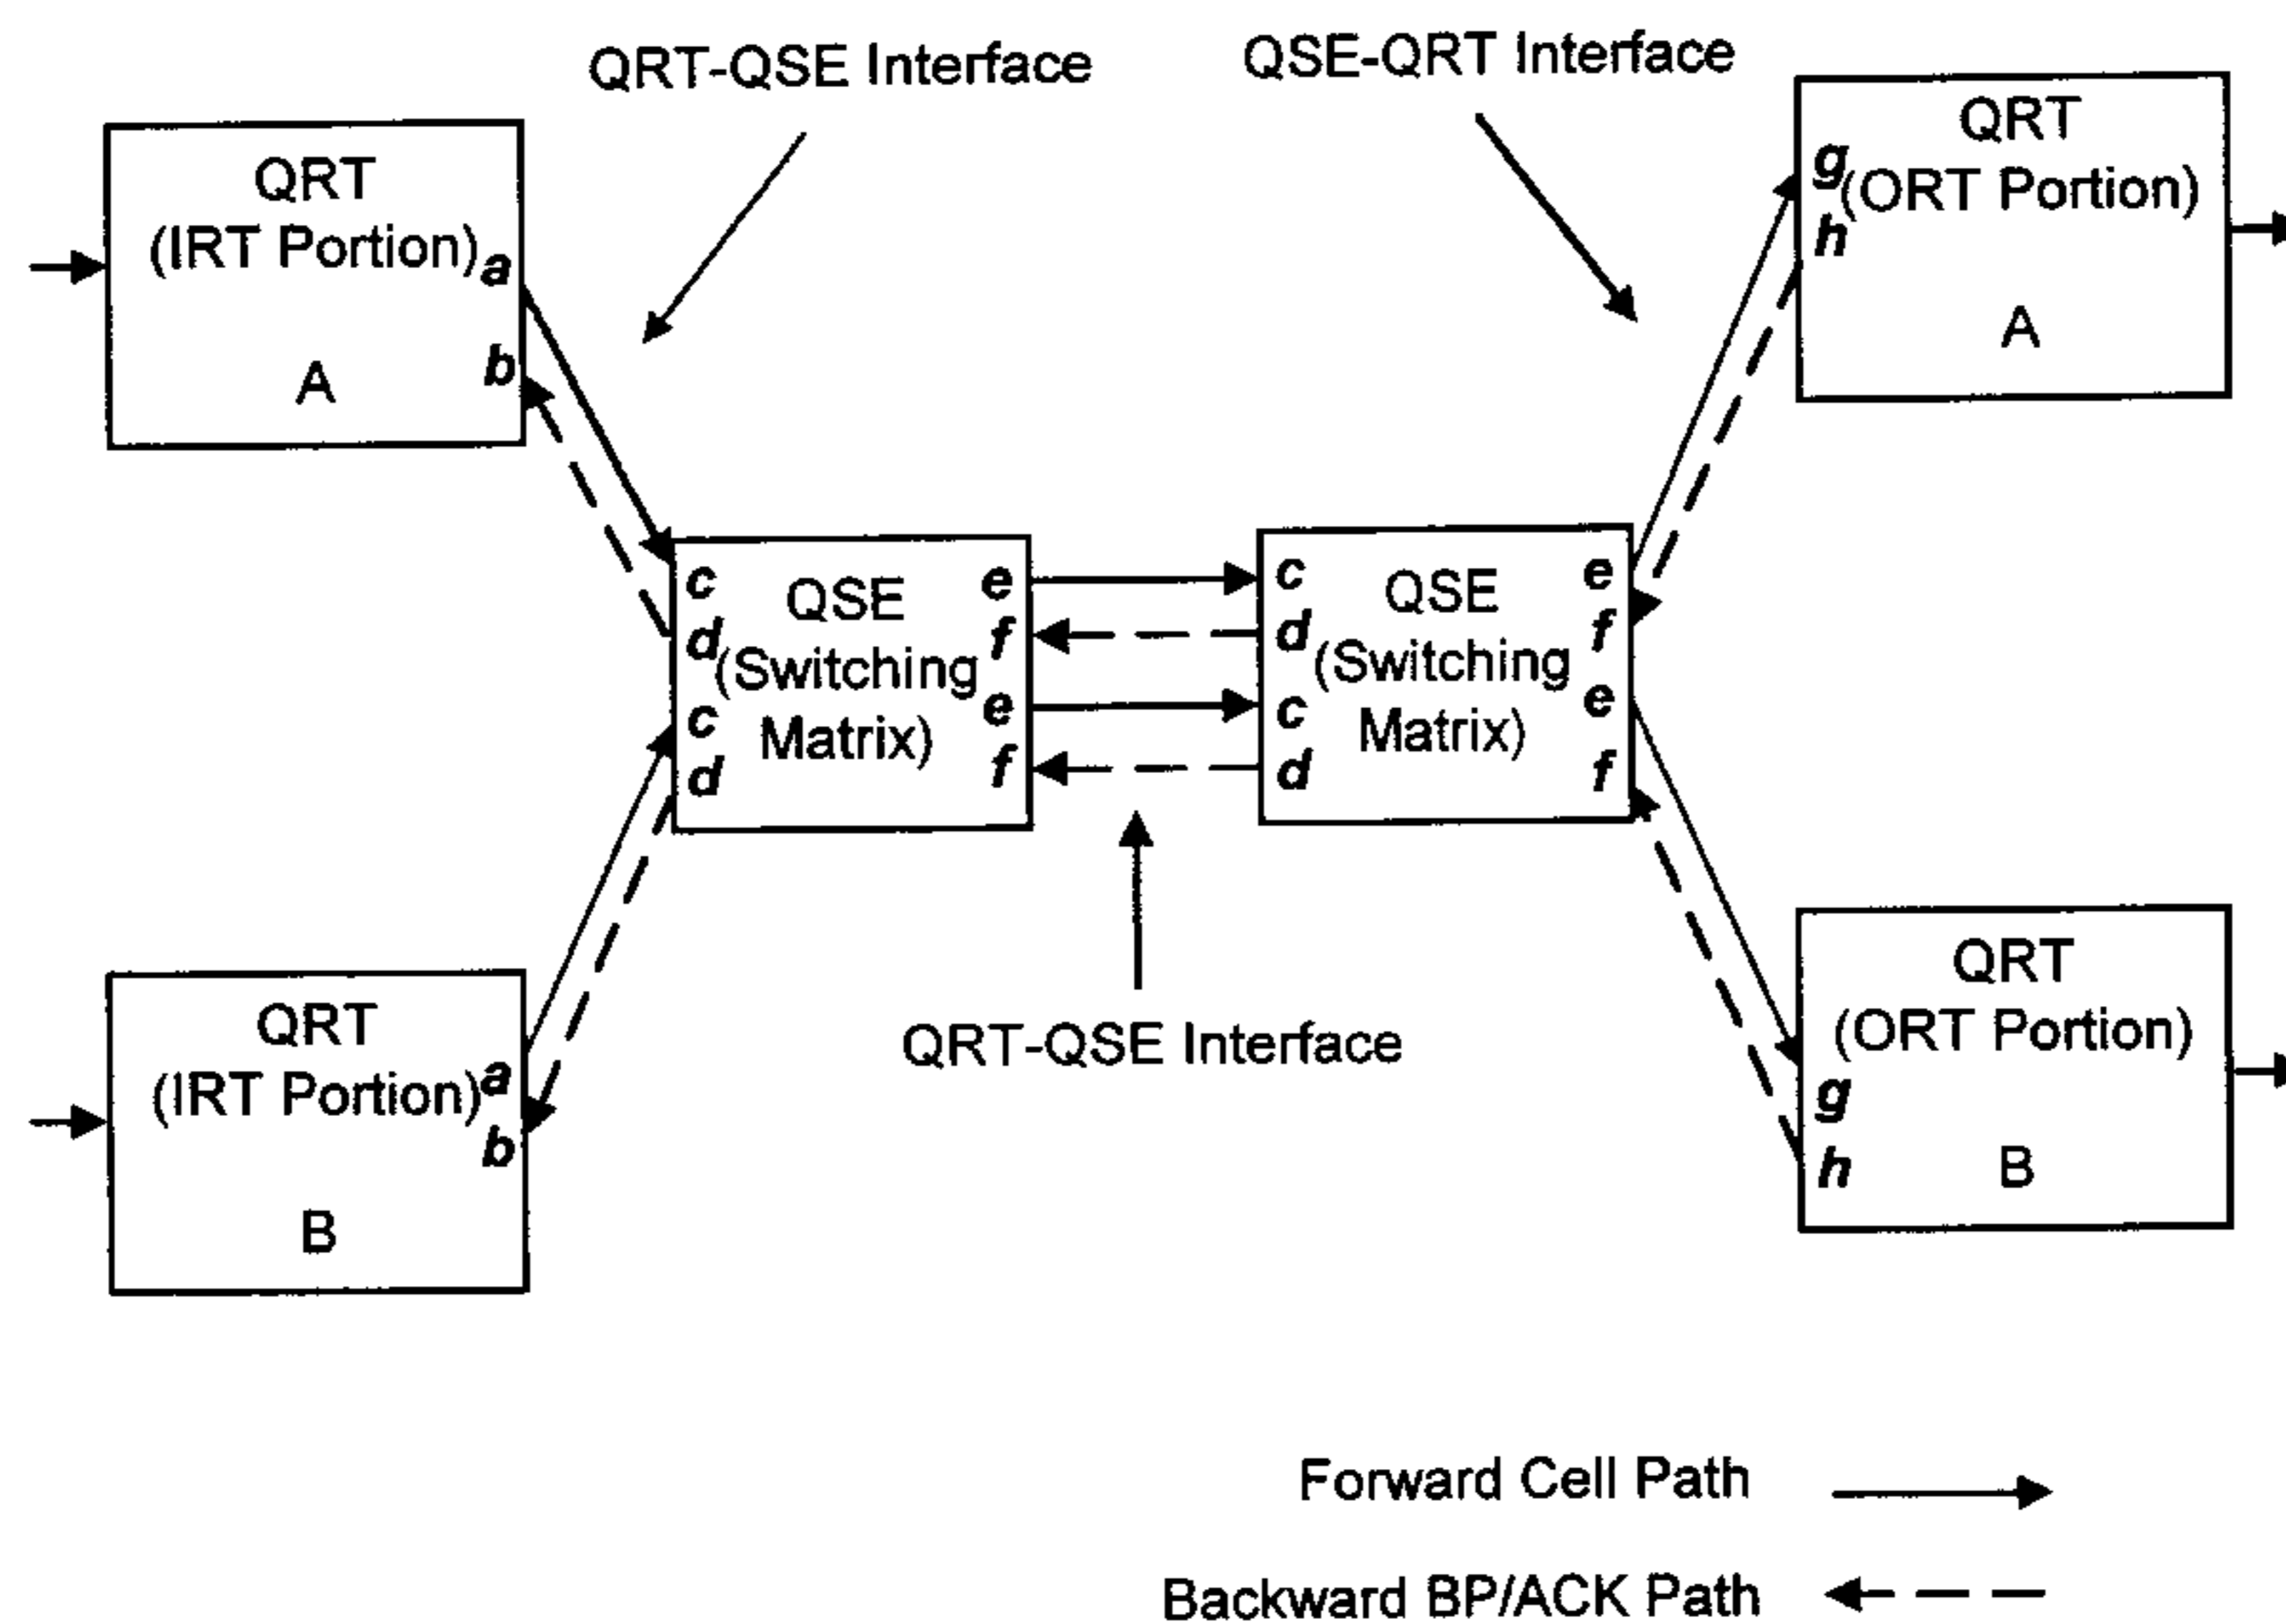 QRT-QSE Interface
QSE-QRT Interface
QRT
(IRT Portion)
a
b
A
QRT
g
(ORT Portion)
h
A
c
d
c
d
QSE
(Switching
Matrix)
e
f
e
f
c
d
c
d
QSE
(Switching
Matrix)
e
f
e
f
QRT-QSE Interface
QRT
(IRT Portion)
a
b
B
QRT
(ORT Portion)
g
h
B
Forward Cell Path
Backward BP/ACK Path